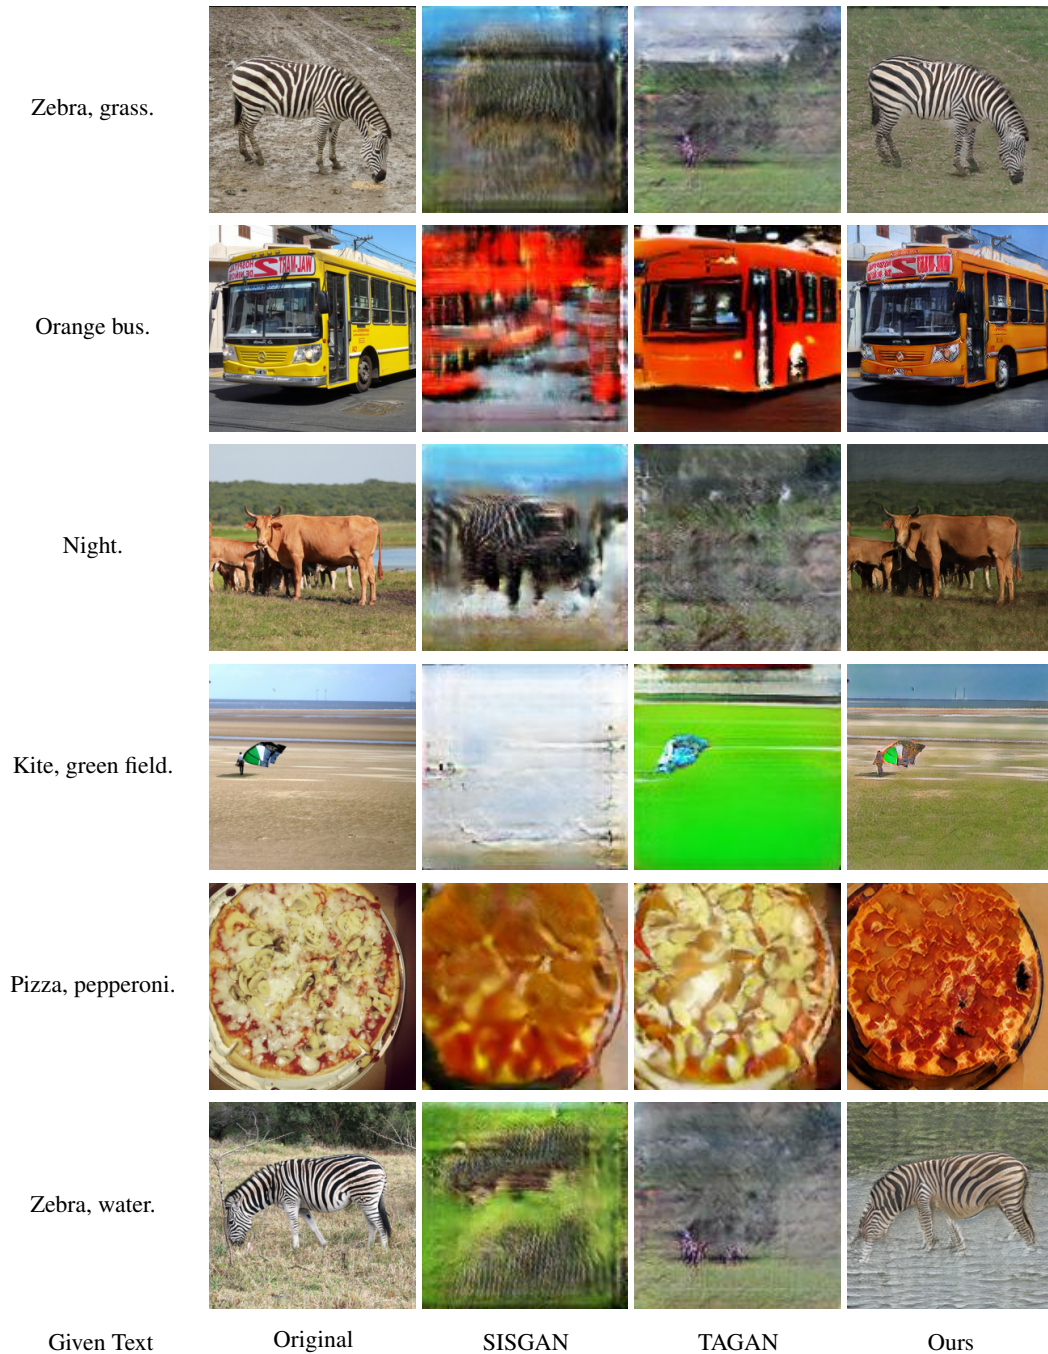 Zebra, grass.
Orange bus.
Night.
Kite, green field.
Pizza, pepperoni.
Zebra, water.
Given Text Original SISGAN TAGAN Ours